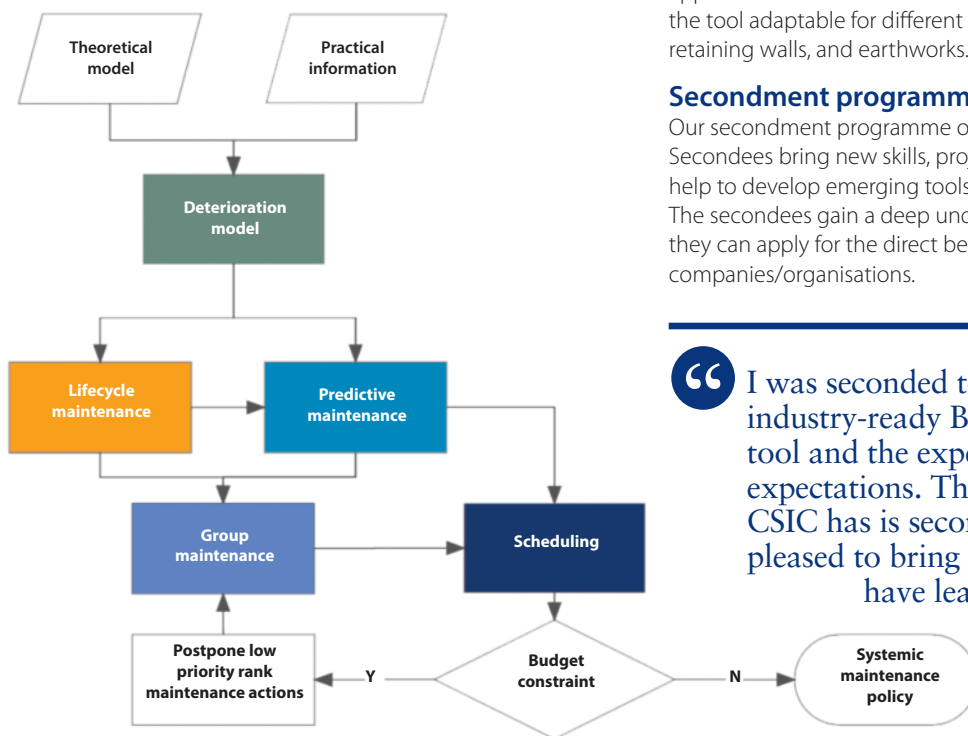 Theoretical
model
Practical
information
Deterioration
model
Lifecycle
maintenance
Predictive
maintenance
Group
maintenance
Scheduling
Postpone low
priority rank
maintenance actions
Y
Budget
constraint
N
Systemic
maintenance
policy
the tool adaptable for different
retaining walls, and earthworks.
Secondment programm
Our secondment programme o
Secondees bring new skills, pro
help to develop emerging tools
The secondees gain a deep und
they can apply for the direct be
companies/organisations.
“ I was seconded t
industry-ready B
tool and the expe
expectations. Th
CSIC has is secon
pleased to bring
have lea